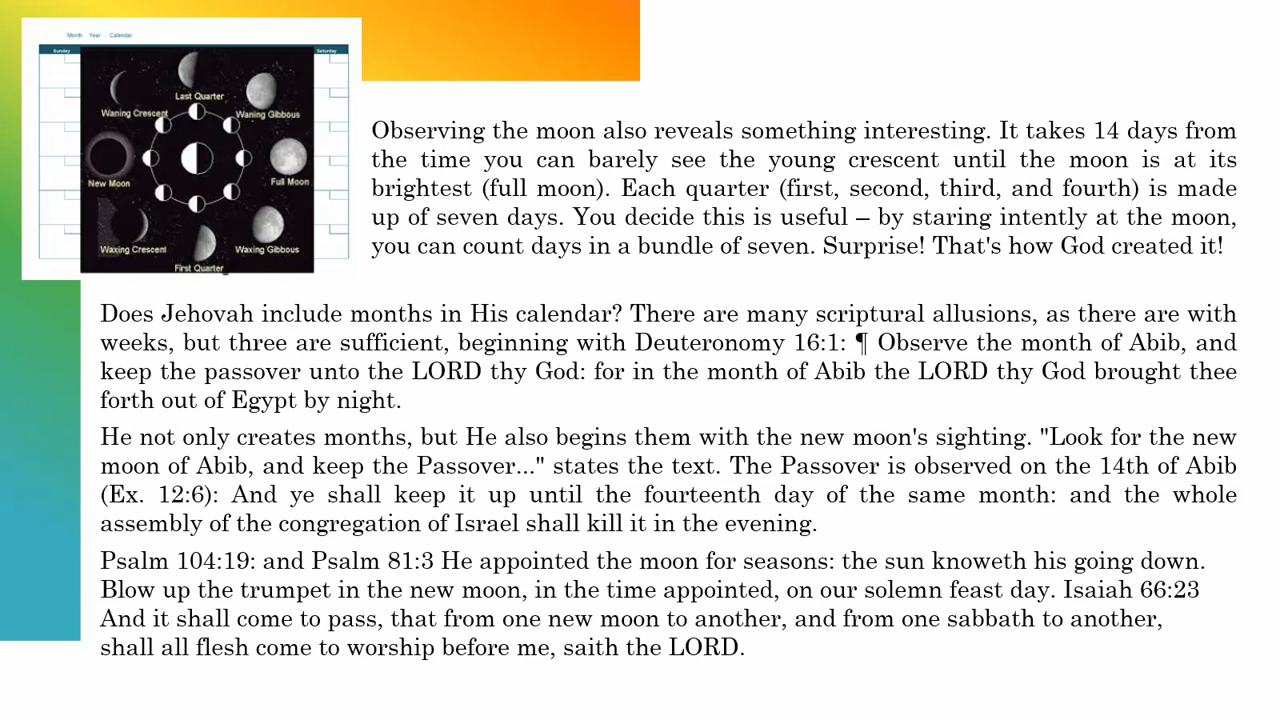 Month Year Calendar
Sunday Saturday
Last Quarter
Waning Crescent Waning Gibbous
New Moon Full Moon
Waxing Crescent Waxing Gibbous
First Quarter
Observing the moon also reveals something interesting. It takes 14 days from
the time you can barely see the young crescent until the moon is at its
brightest (full moon). Each quarter (first, second, third, and fourth) is made
up of seven days. You decide this is useful – by staring intently at the moon,
you can count days in a bundle of seven. Surprise! That's how God created it!
Does Jehovah include months in His calendar? There are many scriptural allusions, as there are with
weeks, but three are sufficient, beginning with Deuteronomy 16:1: ¶ Observe the month of Abib, and
keep the passover unto the LORD thy God: for in the month of Abib the LORD thy God brought thee
forth out of Egypt by night.
He not only creates months, but He also begins them with the new moon's sighting. "Look for the new
moon of Abib, and keep the Passover..." states the text. The Passover is observed on the 14th of Abib
(Ex. 12:6): And ye shall keep it up until the fourteenth day of the same month: and the whole
assembly of the congregation of Israel shall kill it in the evening.
Psalm 104:19: and Psalm 81:3 He appointed the moon for seasons: the sun knoweth his going down.
Blow up the trumpet in the new moon, in the time appointed, on our solemn feast day. Isaiah 66:23
And it shall come to pass, that from one new moon to another, and from one sabbath to another,
shall all flesh come to worship before me, saith the LORD.